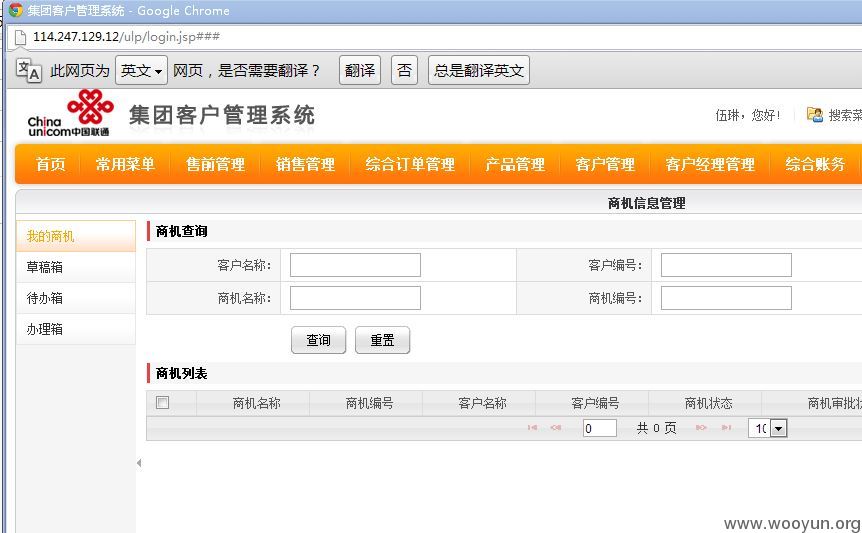 集团客户管理系统 - Google Chrome
114.247.129.12/ulp/login.jsp###
此网页为 英文 网页，是否需要翻译？ 翻译 否 总是翻译英文
China unicom中国联通 集团客户管理系统 伍琳，您好! 搜索菜
首页 常用菜单 售前管理 销售管理 综合订单管理 产品管理 客户管理 客户经理管理 综合账务
商机信息管理
我的商机
草稿箱
待办箱
办理箱
商机查询
客户名称： 客户编号：
商机名称： 商机编号：
查询 重置
商机列表
商机名称 商机编号 客户名称 客户编号 商机状态 商机审批状
0 共 0 页 10
www.wooyun.org